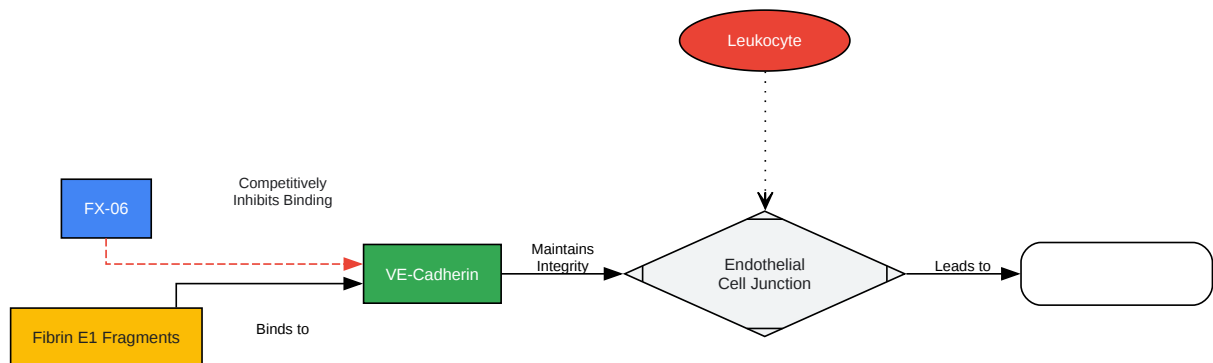 Leukocyte
Competitively
Inhibits Binding
FX-06
Maintains
Integrity
VE-Cadherin
Endothelial
Cell Junction
Leads to
Binds to
Fibrin E1 Fragments